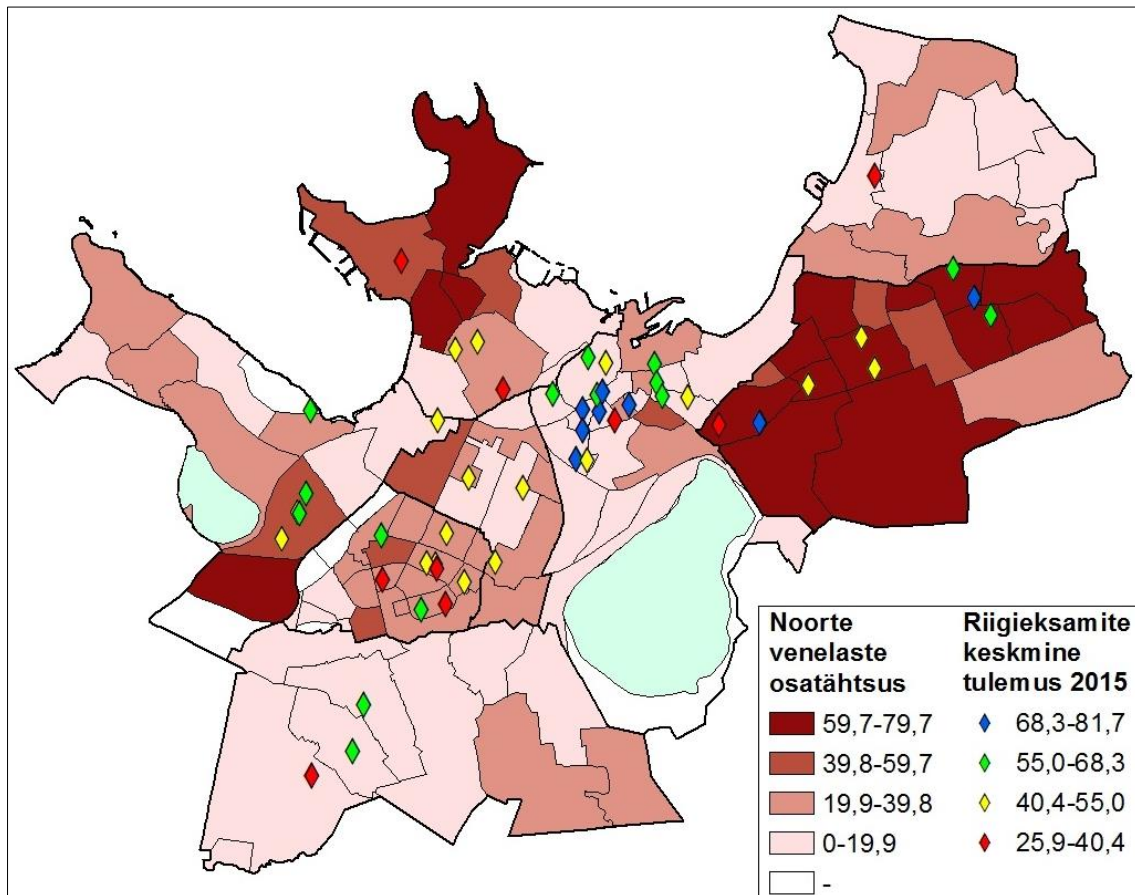 Noorte
venelaste
osatähtsus
59,7-79,7
39,8-59,7
19,9-39,8
0-19,9
-
Riigieksamite
keskmine
tulemus 2015
68,3-81,7
55,0-68,3
40,4-55,0
25,9-40,4